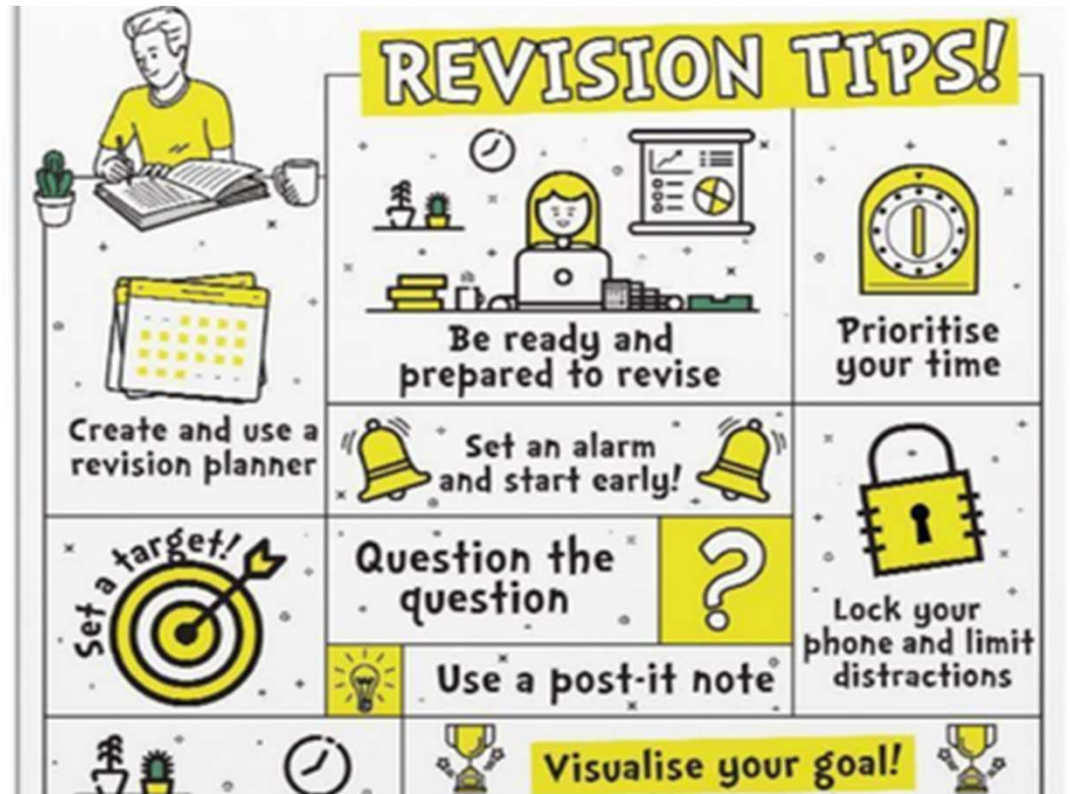 REVISION TIPS!
Create and use a
revision planner
Be ready and
prepared to revise
Prioritise
your time
Set an alarm
and start early!
Set a target!
Question the
question
?
Lock your
phone and limit
distractions
Use a post-it note
Visualise your goal!